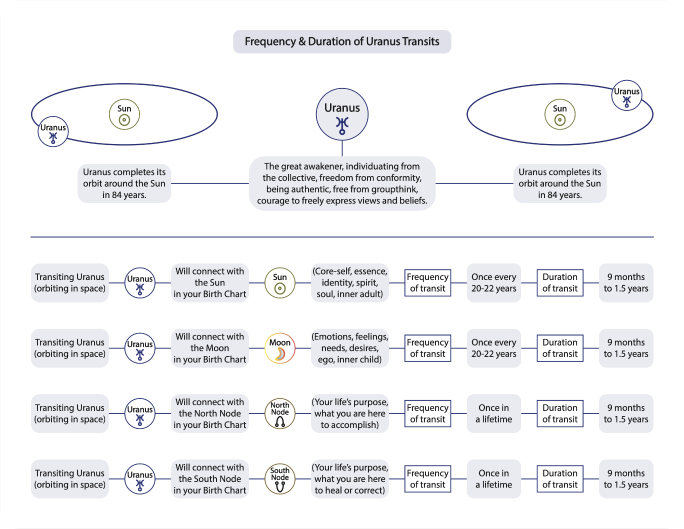 Frequency & Duration of Uranus Transits
Sun
Uranus
Uranus
Sun
Uranus
Uranus completes its
orbit around the Sun
in 84 years.
The great awakener, individuating from
the collective, freedom from conformity,
being authentic, free from groupthink,
courage to freely express views and beliefs.
Uranus completes its
orbit around the Sun
in 84 years.
Transiting Uranus
(orbiting in space)
Uranus
Will connect with
the Sun
in your Birth Chart
Sun
(Core-self, essence,
identity, spirit,
soul, inner adult)
Frequency
of transit
Once every
20-22 years
Duration
of transit
9 months
to 1.5 years
Transiting Uranus
(orbiting in space)
Uranus
Will connect with
the Moon
in your Birth Chart
Moon
(Emotions, feelings,
needs, desires,
ego, inner child)
Frequency
of transit
Once every
20-22 years
Duration
of transit
9 months
to 1.5 years
Transiting Uranus
(orbiting in space)
Uranus
Will connect with
the North Node
in your Birth Chart
North
Node
(Your life's purpose,
what you are here
to accomplish)
Frequency
of transit
Once in
a lifetime
Duration
of transit
9 months
to 1.5 years
Transiting Uranus
(orbiting in space)
Uranus
Will connect with
the South Node
in your Birth Chart
South
Node
(Your life's purpose,
what you are here
to heal or correct)
Frequency
of transit
Once in
a lifetime
Duration
of transit
9 months
to 1.5 years